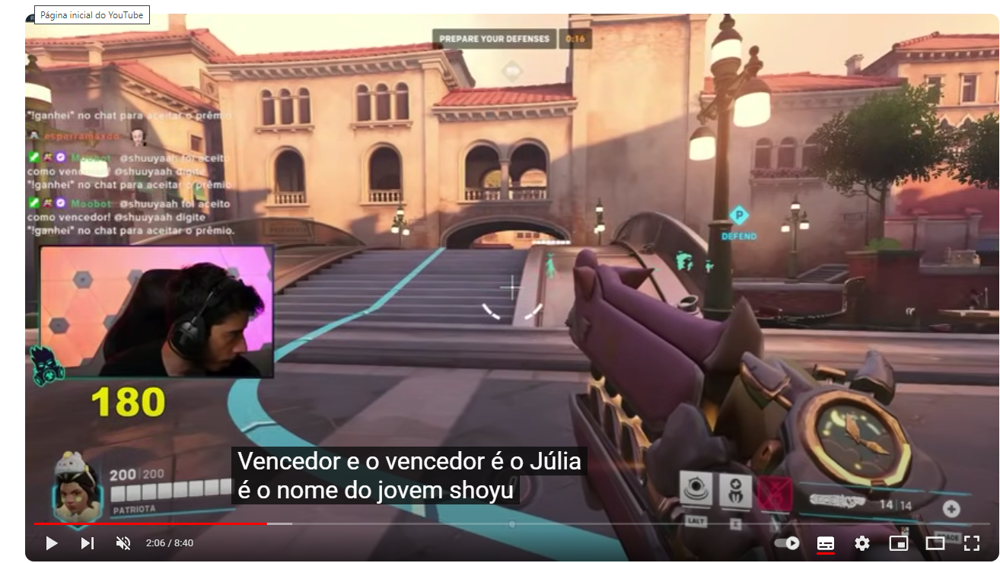 Página inicial do YouTube
PREPARE YOUR DEFENSES 0:16
"!ganhei" no chat para aceitar o prêmio.
esparramaxdo
Moobot @shuuyaah foi aceito
como vencedor! @shuuyaah digite
"!ganhei" no chat para aceitar o prêmio
Moobot @shuuyaah foi aceito
como vencedor! @shuuyaah digite
"!ganhei" no chat para aceitar o prêmio.
P
DEFEND
180
200 | 200
PATRIOTA
Vencedor e o vencedor é o Júlia
é o nome do jovem shoyu
14 | 14
LALT
E
SPACE
2:06 / 8:40